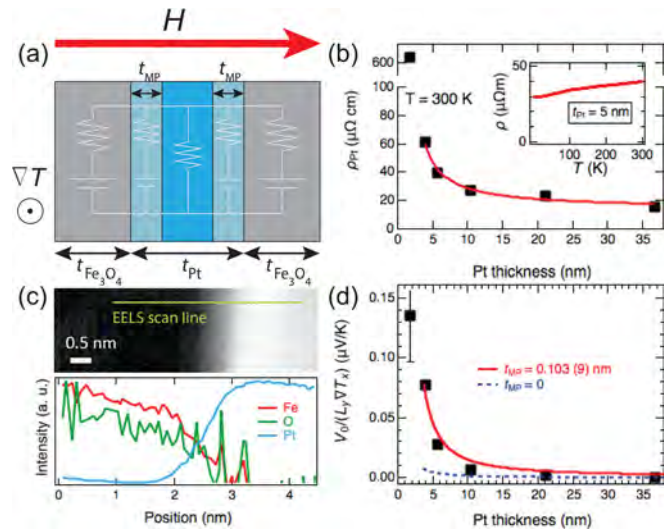 H
(a)
t_MP
t_MP
∇T
t_Fe₃O₄
t_Pt
t_Fe₃O₄
(b)
600
100
80
60
40
20
0
ρ_Pt (μΩ cm)
T = 300 K
50
0
ρ (μΩm)
t_Pt = 5 nm
100
300
T (K)
0
5
10
15
20
25
30
35
Pt thickness (nm)
(c)
EELS scan line
0.5 nm
Intensity (a. u.)
Fe
O
Pt
0
1
2
3
4
Position (nm)
(d)
0.15
0.10
0.05
0.00
V₀/(L_y∇T_x) (μV/K)
t_MP = 0.103 (9) nm
t_MP = 0
0
5
10
15
20
25
30
35
Pt thickness (nm)